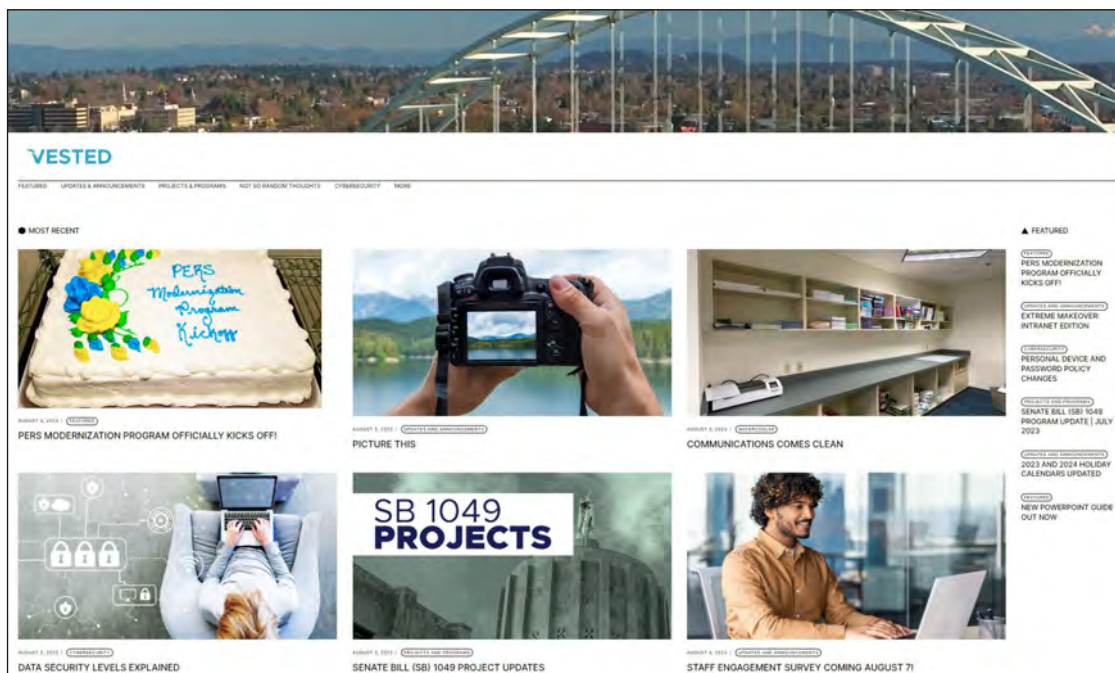 VESTED
FEATURED UPDATES & ANNOUNCEMENTS PROJECTS & PROGRAMS NOT SO RANDOM THOUGHTS CYBERSECURITY MORE
MOST RECENT
PERS
Modernization
Program
Kickoff
FEATURED
PERS MODERNIZATION PROGRAM OFFICIALLY KICKS OFF!
UPDATES AND ANNOUNCEMENTS
PICTURE THIS
WATERCOOLER
COMMUNICATIONS COMES CLEAN
CYBERSECURITY
DATA SECURITY LEVELS EXPLAINED
SB 1049
PROJECTS
PROJECTS AND PROGRAMS
SENATE BILL (SB) 1049 PROJECT UPDATES
UPDATES AND ANNOUNCEMENTS
STAFF ENGAGEMENT SURVEY COMING AUGUST 7!
FEATURED
FEATURED
PERS MODERNIZATION
PROGRAM OFFICIALLY
KICKS OFF!
UPDATES AND ANNOUNCEMENTS
EXTREME MAKEOVER
INTRANET EDITION
CYBERSECURITY
PERSONAL DEVICE AND
PASSWORD POLICY
CHANGES
PROJECTS AND PROGRAMS
SENATE BILL (SB) 1049
PROGRAM UPDATE | JULY
2023
UPDATES AND ANNOUNCEMENTS
2023 AND 2024 HOLIDAY
CALENDARS UPDATED
FEATURED
NEW POWERPOINT GUIDE
OUT NOW